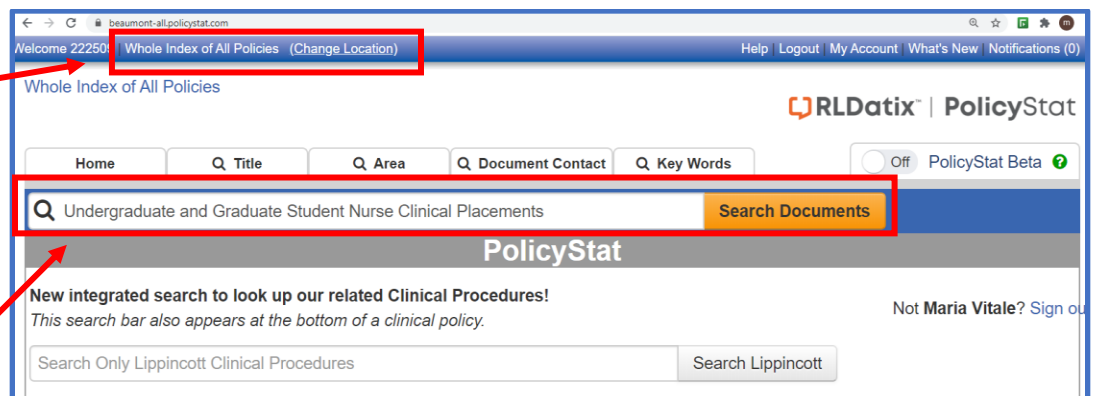 beaumont-all.policystat.com
Welcome 222509 | Whole Index of All Policies (Change Location) Help | Logout | My Account | What's New | Notifications (0)
Whole Index of All Policies
RLDatix™ | PolicyStat
Home Title Area Document Contact Key Words Off PolicyStat Beta ?
Undergraduate and Graduate Student Nurse Clinical Placements Search Documents
PolicyStat
New integrated search to look up our related Clinical Procedures!
Not Maria Vitale? Sign ou
This search bar also appears at the bottom of a clinical policy.
Search Only Lippincott Clinical Procedures Search Lippincott